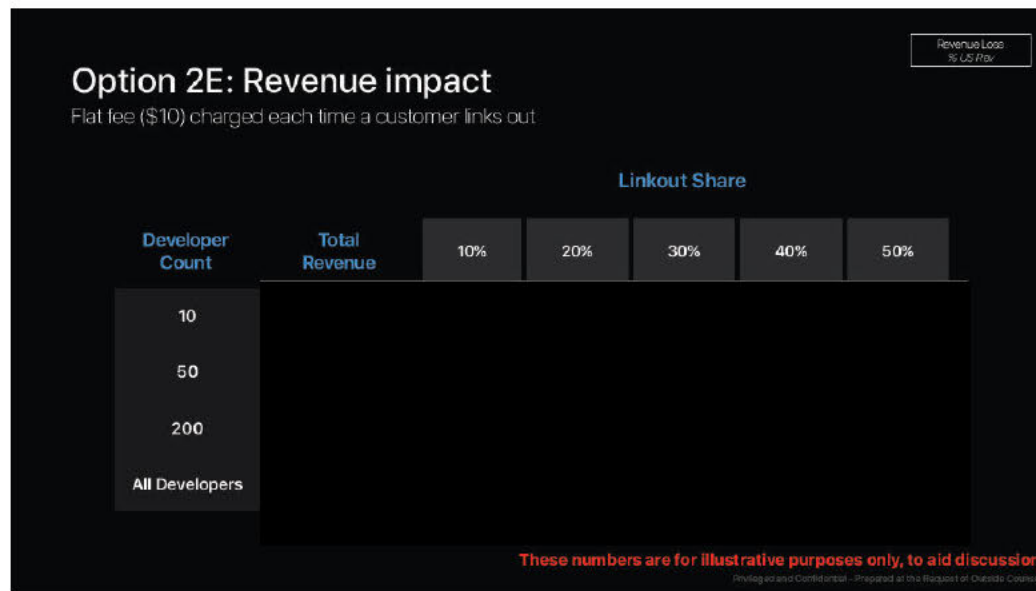 Revenue Loss
% US Rev
Option 2E: Revenue impact
Flat fee ($10) charged each time a customer links out
Linkout Share
Developer Count
Total Revenue
10%
20%
30%
40%
50%
10
50
200
All Developers
These numbers are for illustrative purposes only, to aid discussion
Privileged and Confidential – Prepared at the Request of Outside